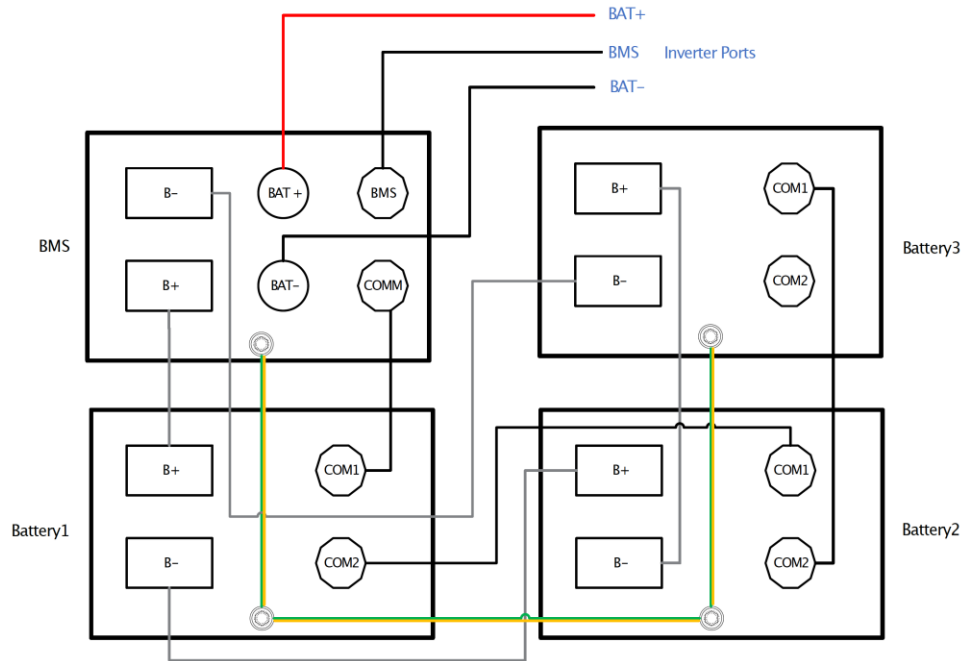 BAT+
BMS Inverter Ports
BAT-
BMS
B-
BAT +
BMS
B+
BAT-
COMM
Battery3
B+
COM1
B-
COM2
Battery1
B+
COM1
B-
COM2
Battery2
B+
COM1
B-
COM2